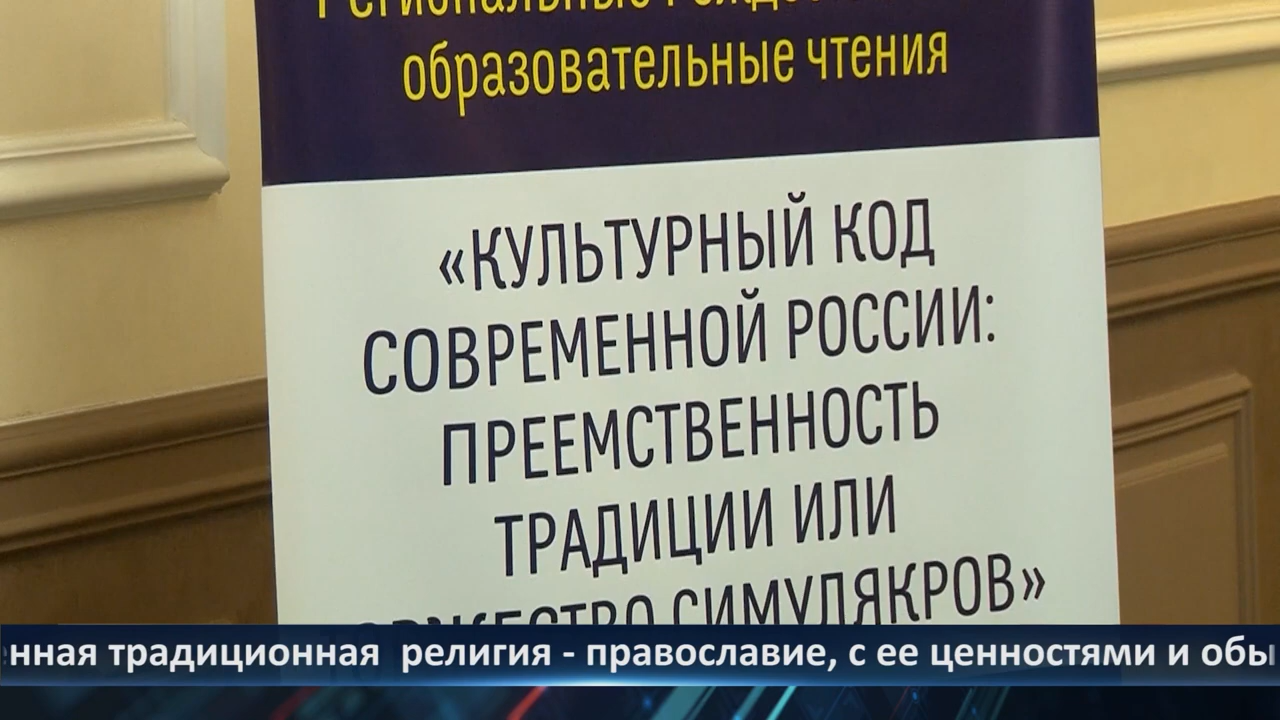 образовательные чтения
«КУЛЬТУРНЫЙ КОД
СОВРЕМЕННОЙ РОССИИ:
ПРЕЕМСТВЕННОСТЬ
ТРАДИЦИИ ИЛИ
СИМУЛЯКРОВ»
традиционная религия - православие, с ее ценностями и